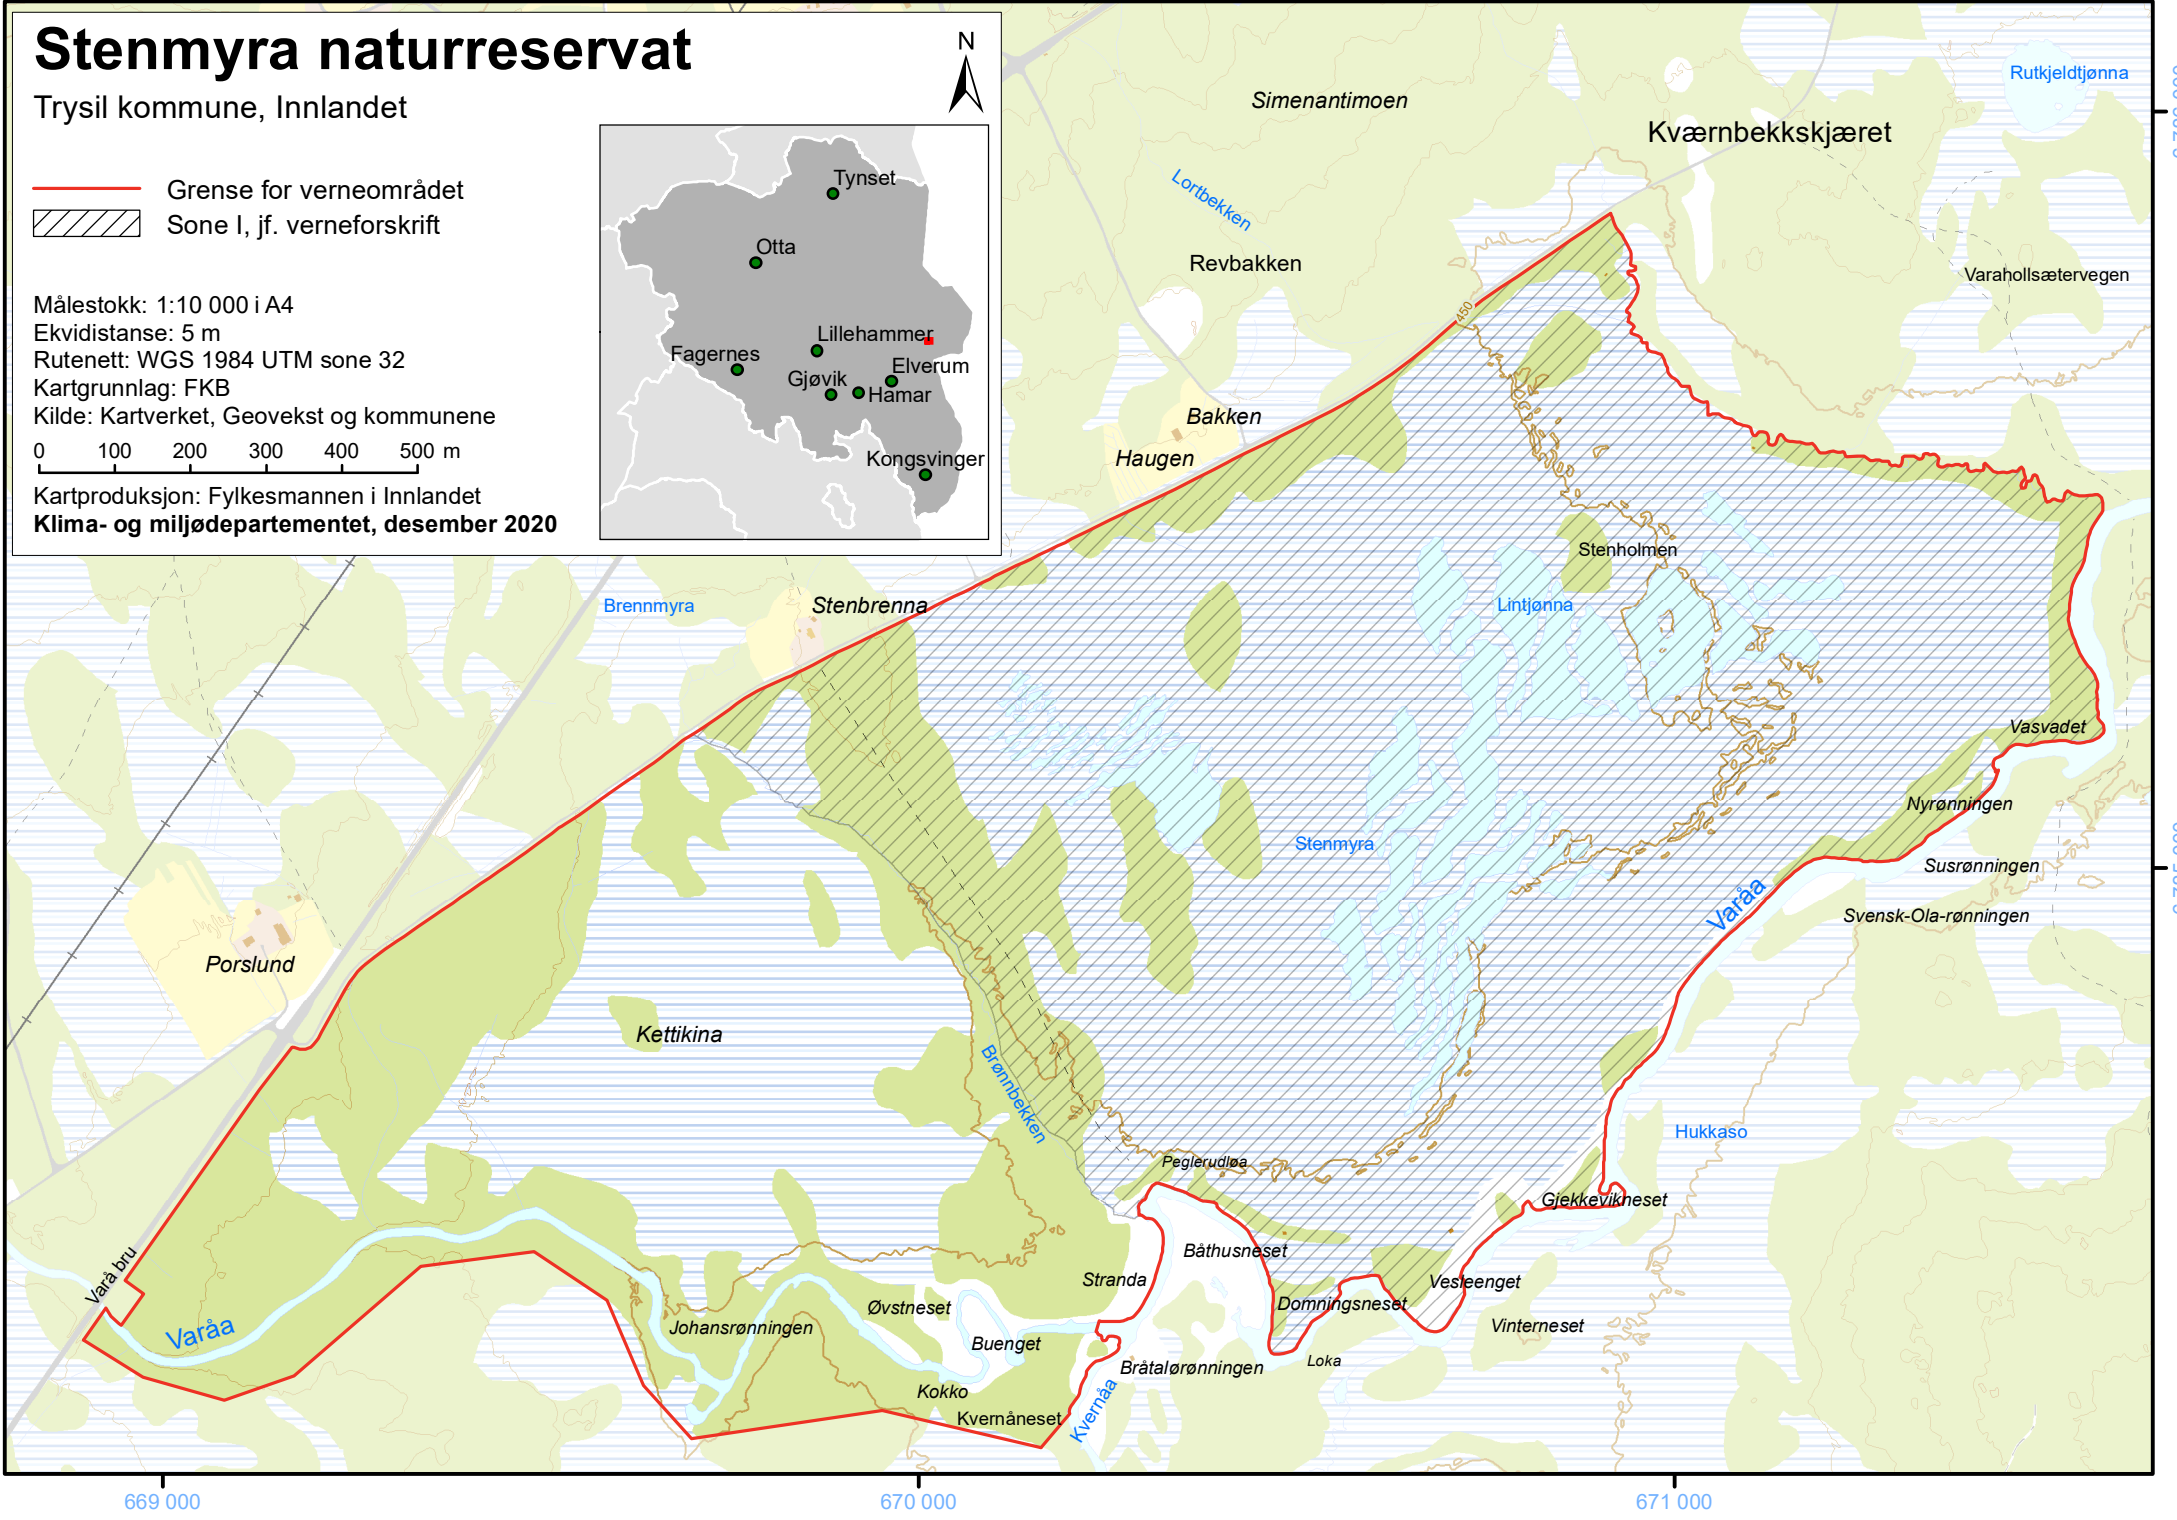 Stenmyra naturreservat
Trysil kommune, Innlandet
N
Grense for verneområdet
Sone I, jf. verneforskrift
Målestokk: 1:10 000 i A4
Ekvidistanse: 5 m
Rutenett: WGS 1984 UTM sone 32
Kartgrunnlag: FKB
Kilde: Kartverket, Geovekst og kommunene
0 100 200 300 400 500 m
Kartproduksjon: Fylkesmannen i Innlandet
Klima- og miljødepartementet, desember 2020
Tynset
Otta
Lillehammer
Fagernes
Elverum
Gjøvik
Hamar
Kongsvinger
Rutkjeldtjønna
Simenantimoen
Kværnbekkskjæret
Lortbekken
Revbakken
Varahollsætervegen
450
Bakken
Haugen
Stenholmen
Brennmyra
Stenbrenna
Lintjønna
Vasvadet
Nyrønningen
Stenmyra
Susrønningen
Varåa
Svensk-Ola-rønningen
Porslund
Kettikina
Brønnbekken
Hukkaso
Peglerudløa
Gjekkevikneset
Båthusneset
Varå bru
Stranda
Vesleenget
Domningsneset
Øvstneset
Varåa
Johansrønningen
Vinterneset
Buenget
Loka
Bråtalørønningen
Kokko
Kvernåa
Kvernåneset
669 000
670 000
671 000